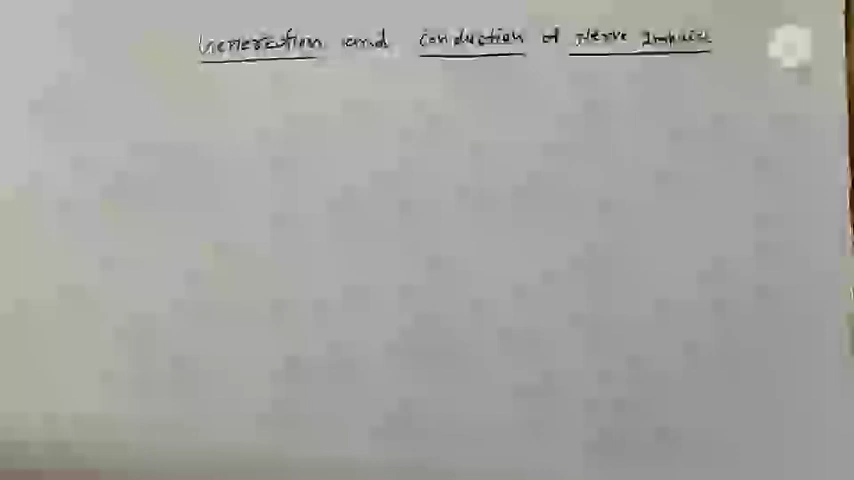 Generation and conduction of Nerve Impulse